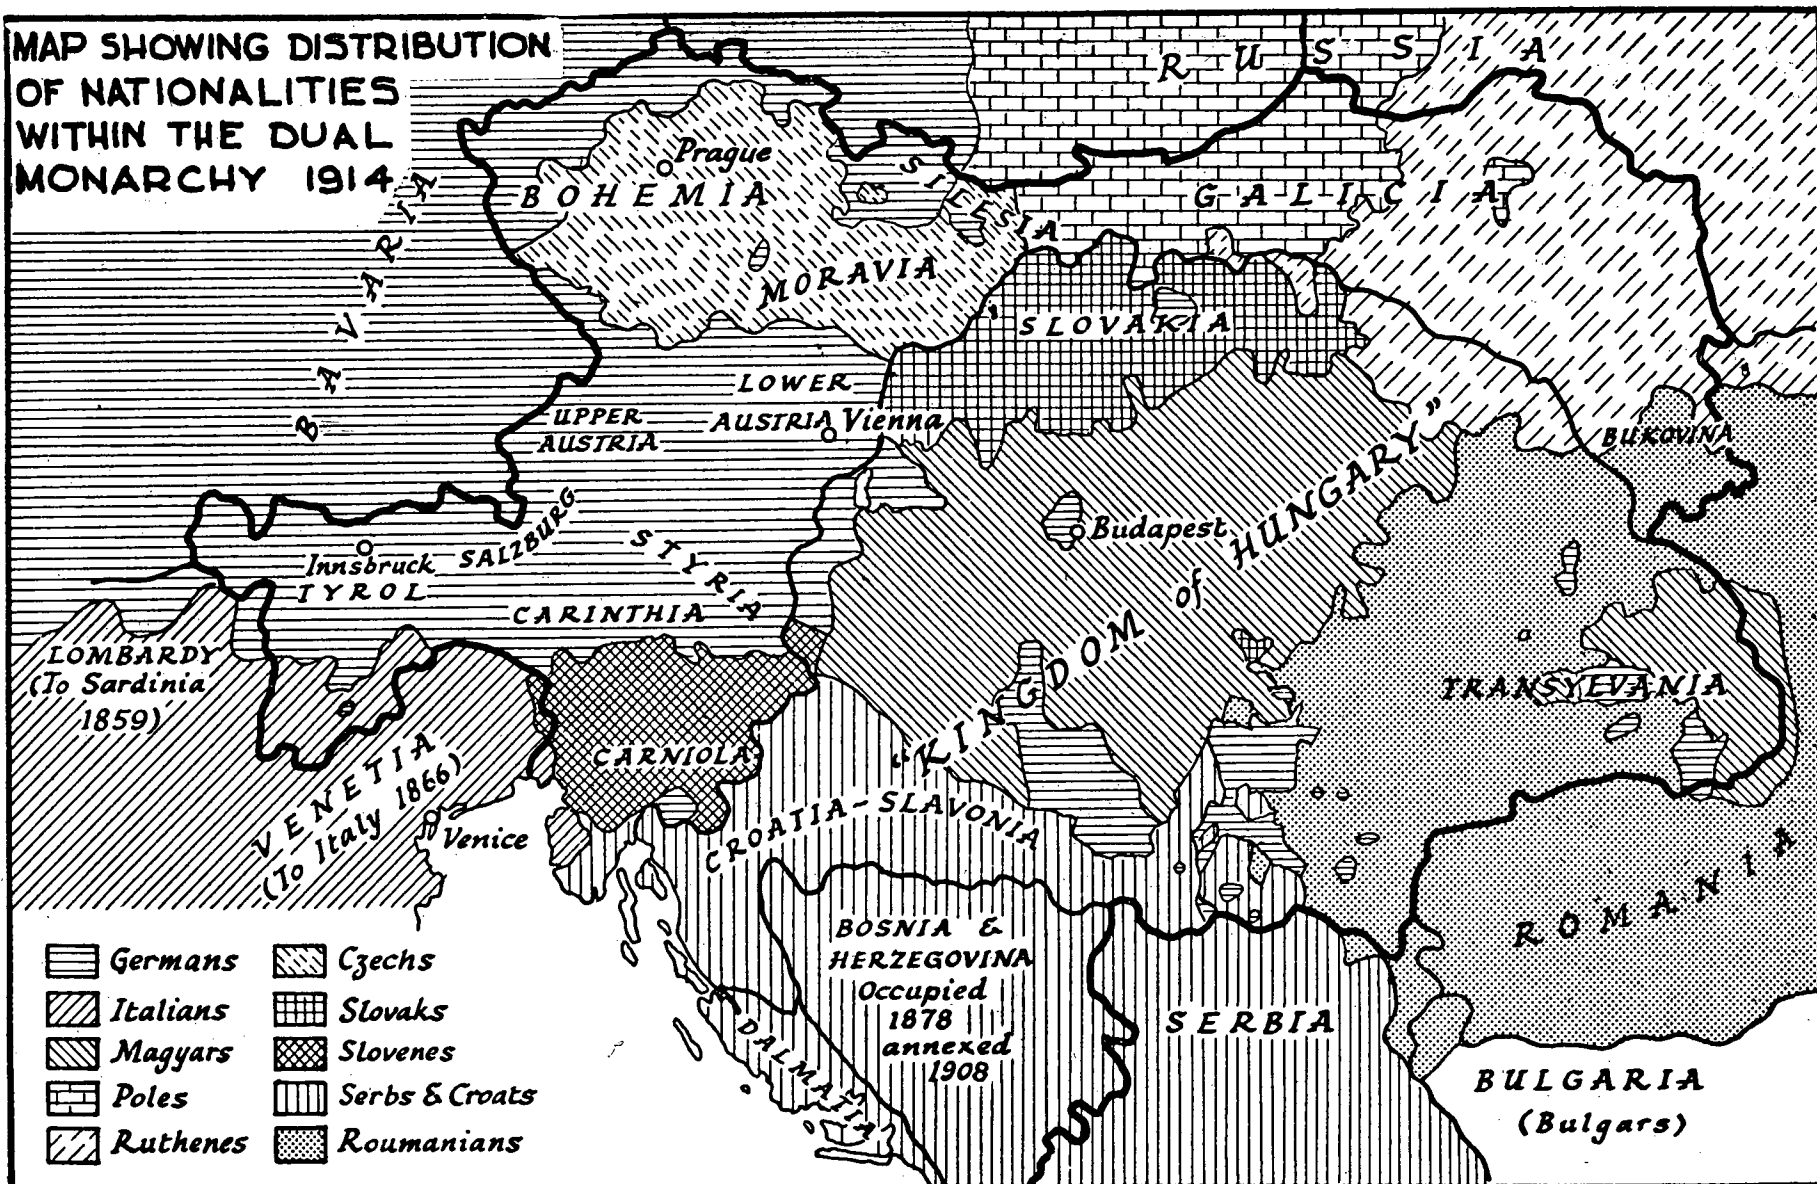 MAP SHOWING DISTRIBUTION
OF NATIONALITIES
WITHIN THE DUAL
MONARCHY 1914
RUSSIA
Prague
BOHEMIA
SILESIA
GALICIA
BAVARIA
MORAVIA
SLOVAKIA
LOWER
AUSTRIA
Vienna
UPPER
AUSTRIA
BUKOVINA
Budapest
"KINGDOM of HUNGARY"
Innsbruck
TYROL
SALZBURG
STYRIA
CARINTHIA
LOMBARDY
(To Sardinia
1859)
TRANSYLVANIA
VENETIA
(To Italy 1866)
CARNIOLA
Venice
CROATIA-SLAVONIA
ROMANIA
BOSNIA &
HERZEGOVINA
Occupied
1878
annexed
1908
SERBIA
DALMATIA
BULGARIA
(Bulgars)
Germans
Italians
Magyars
Poles
Ruthenes
Czechs
Slovaks
Slovenes
Serbs & Croats
Roumanians